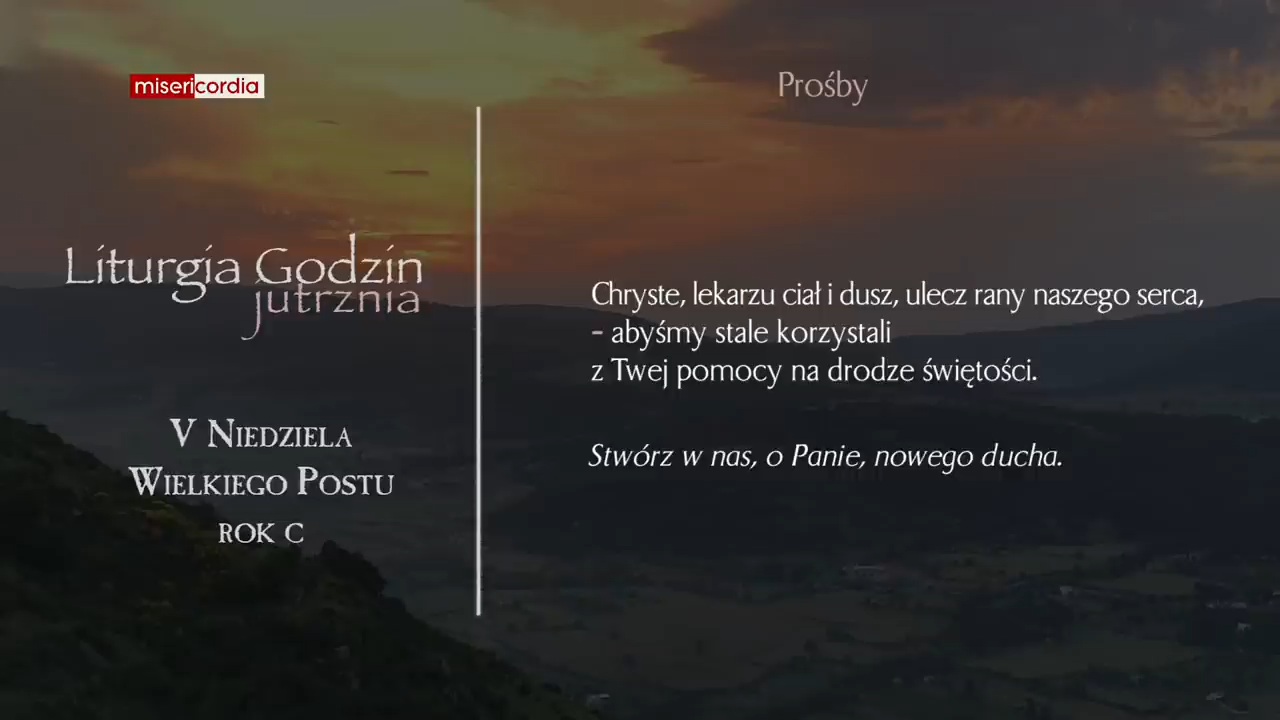 misericordia
Liturgia Godzin
jutrznia
V Niedziela
Wielkiego Postu
rok C
Prośby
Chryste, lekarzu ciał i dusz, ulecz rany naszego serca,
- abyśmy stale korzystali
z Twej pomocy na drodze świętości.
Stwórz w nas, o Panie, nowego ducha.